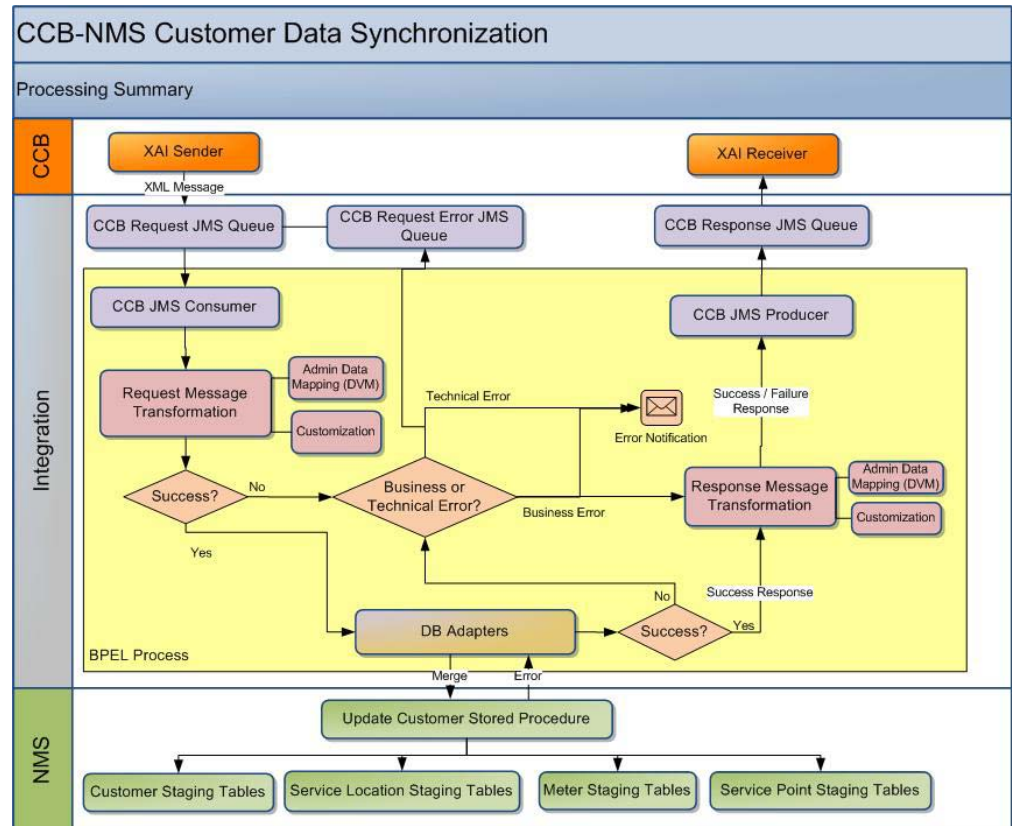 CCB-NMS Customer Data Synchronization
Processing Summary
CCB
XAI Sender
XAI Receiver
XML Message
Integration
CCB Request JMS Queue
CCB Request Error JMS
Queue
CCB Response JMS Queue
CCB JMS Consumer
CCB JMS Producer
Request Message
Transformation
Admin Data
Mapping (DVM)
Customization
Technical Error
Error Notification
Success / Failure
Response
Success?
No
Yes
Business or
Technical Error?
Business Error
Response Message
Transformation
Admin Data
Mapping (DVM)
Customization
DB Adapters
Success?
No
Yes
Success Response
BPEL Process
Merge
Error
NMS
Update Customer Stored Procedure
Customer Staging Tables
Service Location Staging Tables
Meter Staging Tables
Service Point Staging Tables